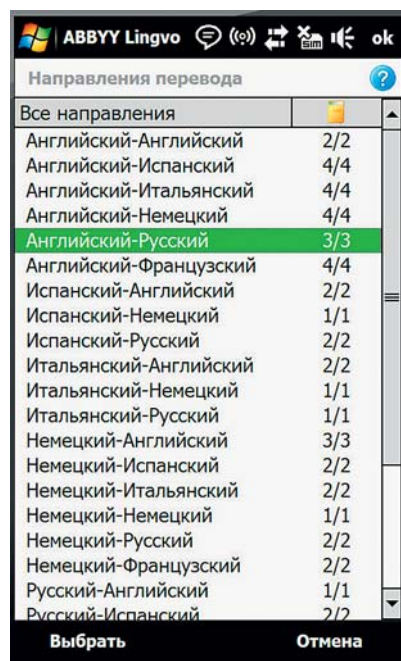 ABBYY Lingvo ok
Направления перевода ?
Все направления
Английский-Английский 2/2
Английский-Испанский 4/4
Английский-Итальянский 4/4
Английский-Немецкий 4/4
Английский-Русский 3/3
Английский-Французский 4/4
Испанский-Английский 2/2
Испанский-Немецкий 1/1
Испанский-Русский 2/2
Итальянский-Английский 2/2
Итальянский-Немецкий 1/1
Итальянский-Русский 1/1
Немецкий-Английский 3/3
Немецкий-Испанский 2/2
Немецкий-Итальянский 2/2
Немецкий-Немецкий 1/1
Немецкий-Русский 2/2
Немецкий-Французский 2/2
Русский-Английский 1/1
Русский-Испанский 2/2
Выбрать Отмена